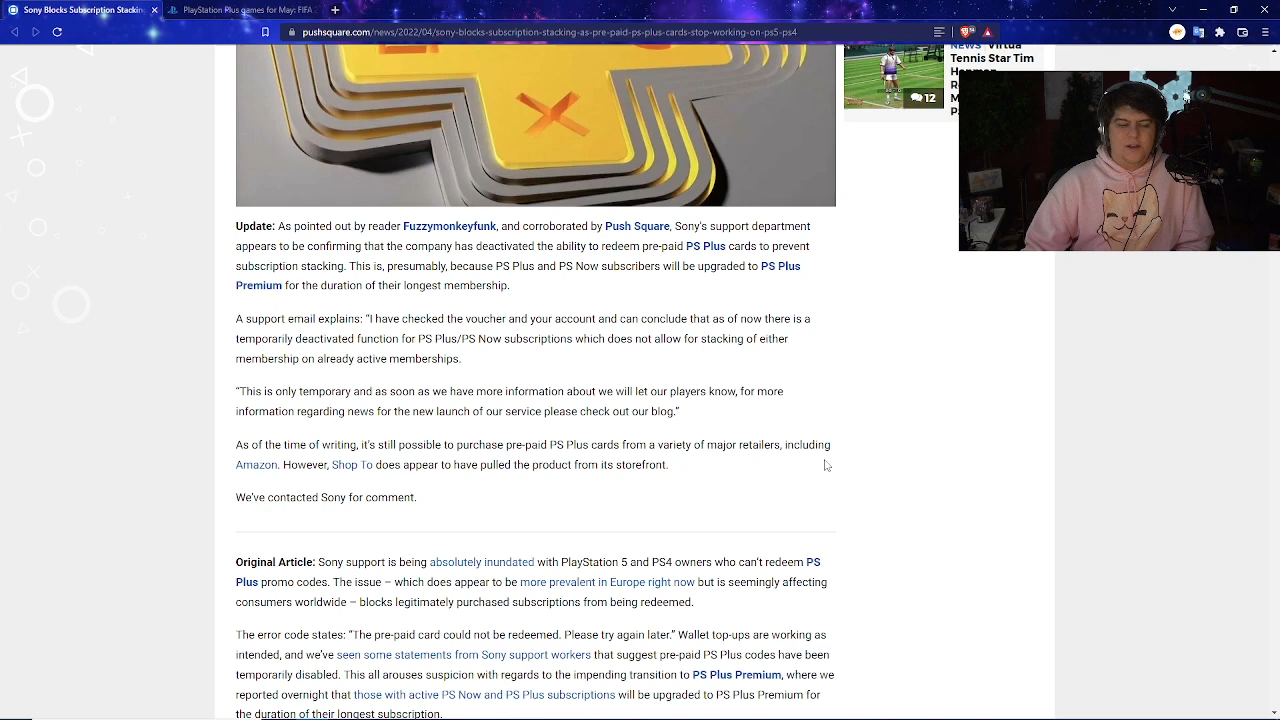 Sony Blocks Subscription Stacking
PlayStation Plus games for May: FIFA 2
pushsquare.com/news/2022/04/sony-blocks-subscription-stacking-as-pre-paid-ps-plus-cards-stop-working-on-ps5-ps4
NEWS Virtua
Tennis Star Tim
12
Update: As pointed out by reader Fuzzymonkeyfunk, and corroborated by Push Square, Sony's support department
appears to be confirming that the company has deactivated the ability to redeem pre-paid PS Plus cards to prevent
subscription stacking. This is, presumably, because PS Plus and PS Now subscribers will be upgraded to PS Plus
Premium for the duration of their longest membership.
A support email explains: “I have checked the voucher and your account and can conclude that as of now there is a
temporarily deactivated function for PS Plus/PS Now subscriptions which does not allow for stacking of either
membership on already active memberships.
“This is only temporary and as soon as we have more information about we will let our players know, for more
information regarding news for the new launch of our service please check out our blog.”
As of the time of writing, it's still possible to purchase pre-paid PS Plus cards from a variety of major retailers, including
Amazon. However, Shop To does appear to have pulled the product from its storefront.
We've contacted Sony for comment.
Original Article: Sony support is being absolutely inundated with PlayStation 5 and PS4 owners who can't redeem PS
Plus promo codes. The issue – which does appear to be more prevalent in Europe right now but is seemingly affecting
consumers worldwide – blocks legitimately purchased subscriptions from being redeemed.
The error code states: “The pre-paid card could not be redeemed. Please try again later.” Wallet top-ups are working as
intended, and we've seen some statements from Sony support workers that suggest pre-paid PS Plus codes have been
temporarily disabled. This all arouses suspicion with regards to the impending transition to PS Plus Premium, where we
reported overnight that those with active PS Now and PS Plus subscriptions will be upgraded to PS Plus Premium for
the duration of their longest subscription.